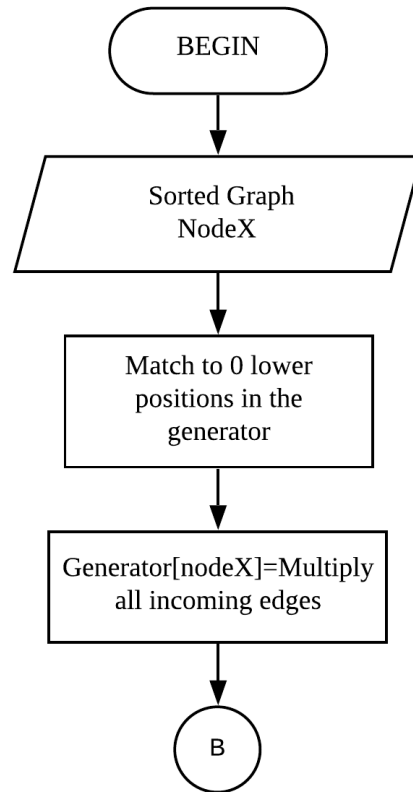 BEGIN
Sorted Graph
NodeX
Match to 0 lower
positions in the
generator
Generator[nodeX]=Multiply
all incoming edges
B